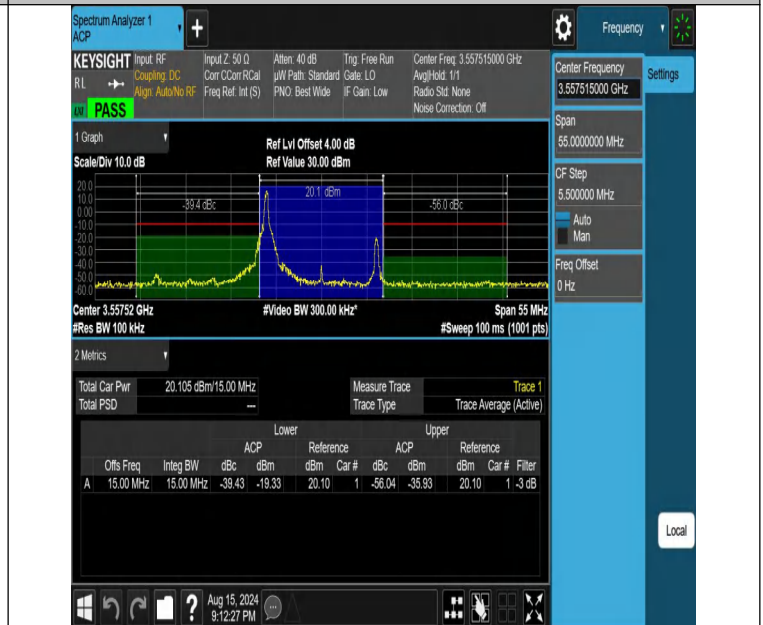 Spectrum Analyzer 1
ACP
+
Frequency
KEYSIGHT Input: RF Input Z: 50 Ω Atten: 40 dB Trig: Free Run Center Freq: 3.557515000 GHz
RL Coupling: DC Corr CCorr RCal µW Path: Standard Gate: LO Avg|Hold: 1/1
Align: Auto/No RF Freq Ref: Int (S) PNO: Best Wide IF Gain: Low Radio Std: None
PASS Noise Correction: Off
Center Frequency
3.557515000 GHz
Settings
Span
55.0000000 MHz
CF Step
5.500000 MHz
Auto
Man
Freq Offset
0 Hz
Local
1 Graph
Ref Lvl Offset 4.00 dB
Scale/Div 10.0 dB Ref Value 30.00 dBm
20.0
10.0
0.00
-10.0
-20.0
-30.0
-40.0
-50.0
-60.0
-39.4 dBc 20.1 dBm -56.0 dBc
Center 3.55752 GHz #Video BW 300.00 kHz* Span 55 MHz
#Res BW 100 kHz #Sweep 100 ms (1001 pts)
2 Metrics
Total Car Pwr 20.105 dBm/15.00 MHz Measure Trace Trace 1
Total PSD --- Trace Type Trace Average (Active)
Lower Upper
ACP Reference ACP Reference
Offs Freq Integ BW dBc dBm dBm Car # dBc dBm dBm Car # Filter
A 15.00 MHz 15.00 MHz -39.43 -19.33 20.10 1 -56.04 -35.93 20.10 1 -3 dB
? Aug 15, 2024
9:12:27 PM